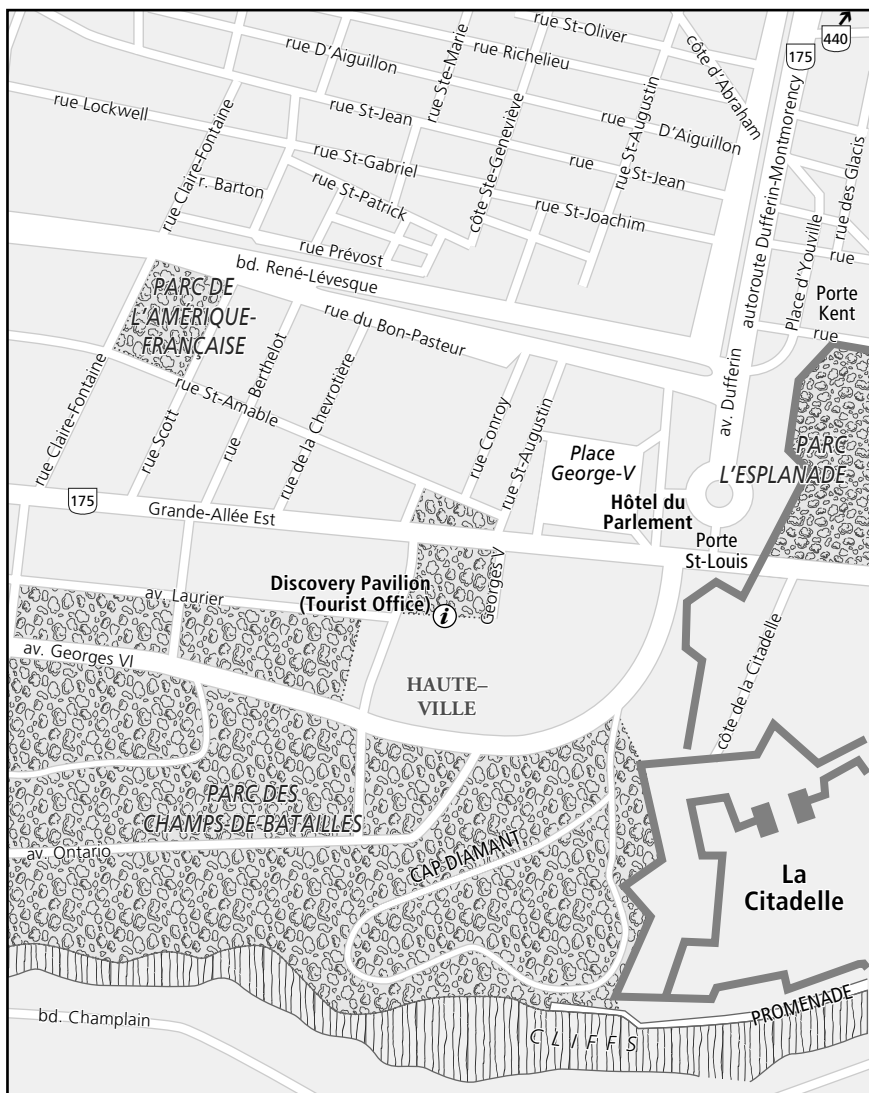 rue St-Oliver
440
175
rue D'Aiguillon
rue Ste-Marie
rue Richelieu
côte d'Abraham
rue Lockwell
rue St-Jean
côte Ste-Geneviève
rue St-Augustin
rue D'Aiguillon
autoroute Dufferin-Montmorency
rue des Glacis
rue Claire-Fontaine
rue St-Gabriel
rue St-Jean
r. Barton
rue St-Patrick
rue St-Joachim
Place d'Youville
rue
rue Prévost
bd. René-Lévesque
PARC DE
L'AMÉRIQUE-
FRANÇAISE
rue du Bon-Pasteur
Porte
Kent
rue
rue Claire-Fontaine
rue St-Amable
rue Scott
rue Berthelot
rue de la Chevrotière
rue Conroy
rue St-Augustin
av. Dufferin
Place
George-V
PARC
L'ESPLANADE
175
Grande-Allée Est
Hôtel du
Parlement
Porte
St-Louis
Discovery Pavilion
(Tourist Office)
i
Georges V
av. Laurier
av. Georges VI
HAUTE–
VILLE
côte de la Citadelle
PARC DES
CHAMPS-DE-BATAILLES
av. Ontario
CAP DIAMANT
La
Citadelle
PROMENADE
bd. Champlain
CLIFFS